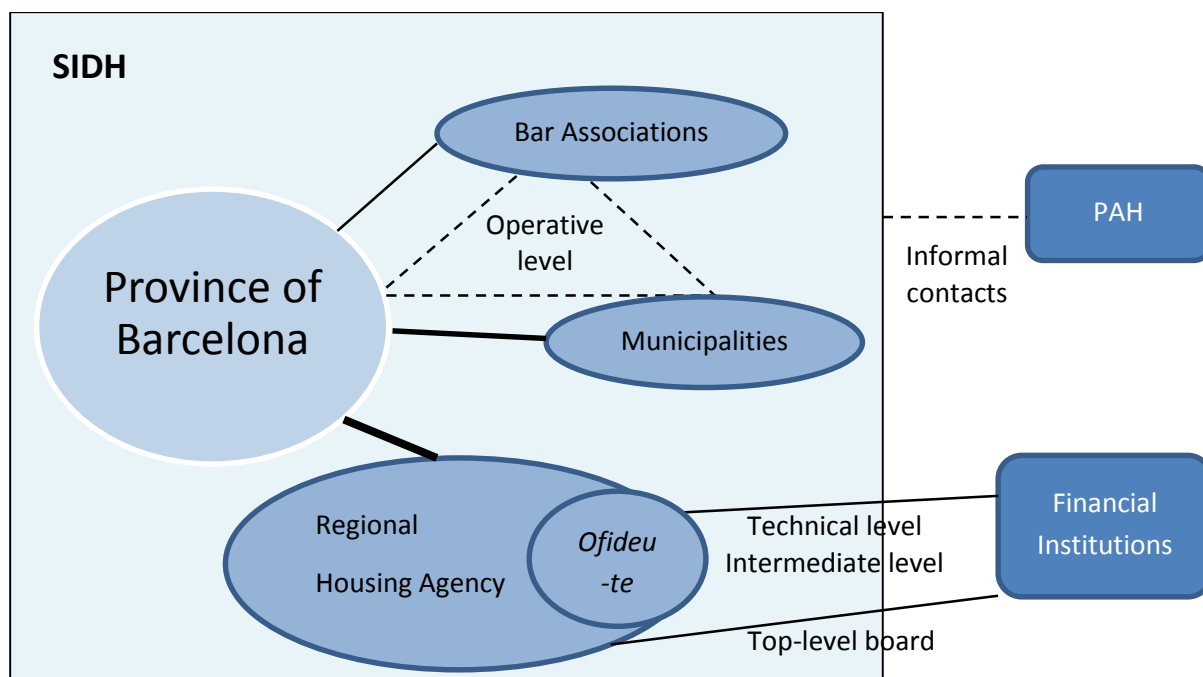 SIDH
Bar Associations
Operative
level
Province of
Barcelona
Municipalities
PAH
Informal
contacts
Regional
Housing Agency
Ofideu
-te
Technical level
Intermediate level
Top-level board
Financial
Institutions